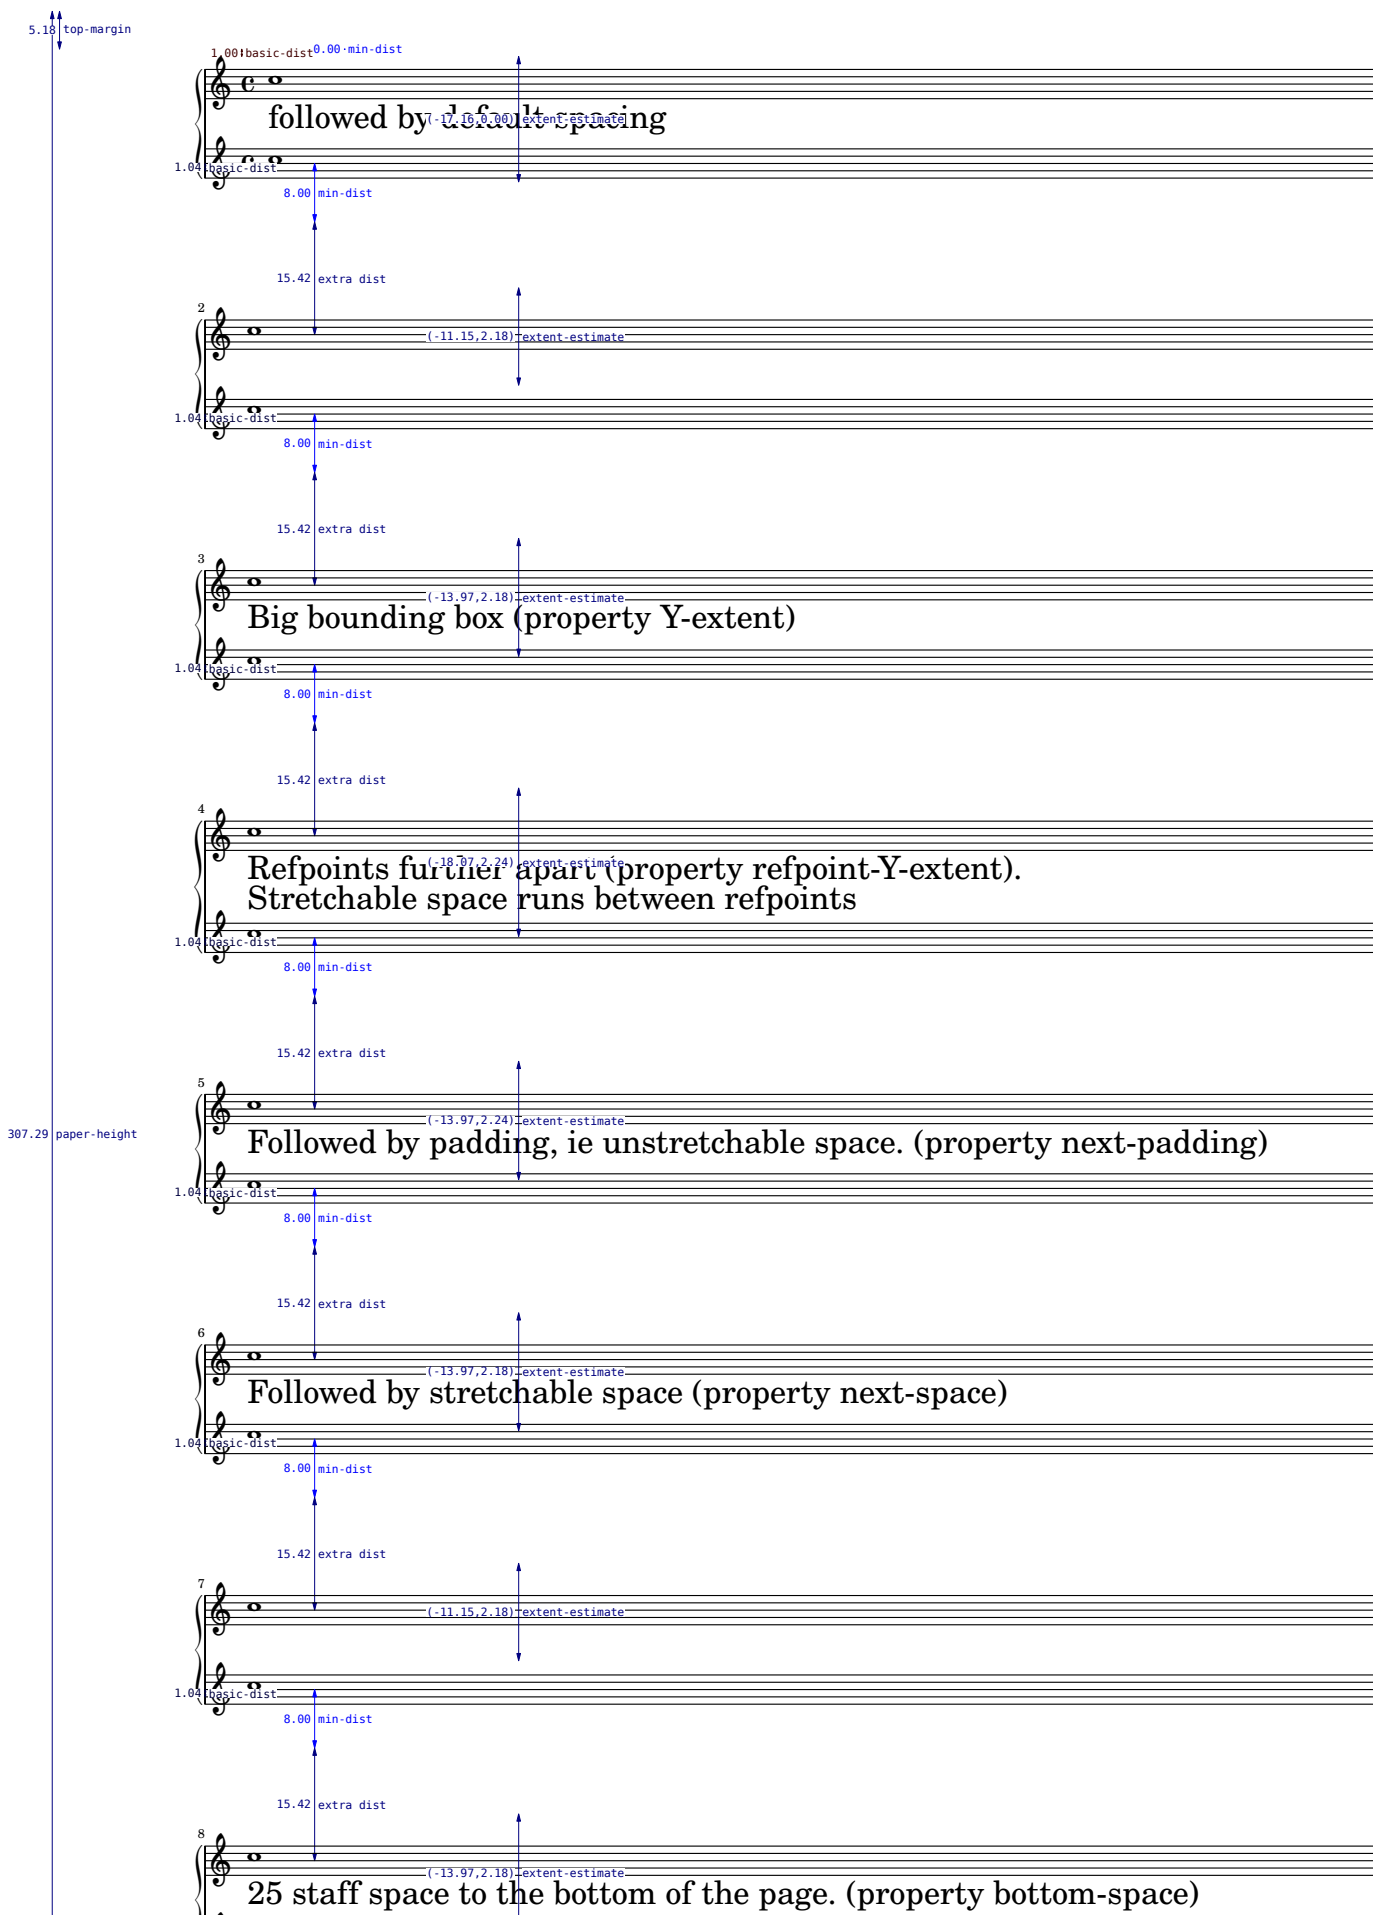 5.18 top-margin
1.00 basic-dist 0.00 min-dist
followed by default spacing
(-17.16,0.00) extent-estimate
1.04 basic-dist
8.00 min-dist
15.42 extra dist
2
(-11.15,2.18) extent-estimate
1.04 basic-dist
8.00 min-dist
15.42 extra dist
3
(-13.97,2.18) extent-estimate
Big bounding box (property Y-extent)
1.04 basic-dist
8.00 min-dist
15.42 extra dist
4
(-18.07,2.24) extent-estimate
Refpoints further apart (property refpoint-Y-extent).
Stretchable space runs between refpoints
1.04 basic-dist
8.00 min-dist
15.42 extra dist
5
(-13.97,2.24) extent-estimate
307.29 paper-height
Followed by padding, ie unstretchable space. (property next-padding)
1.04 basic-dist
8.00 min-dist
15.42 extra dist
6
(-13.97,2.18) extent-estimate
Followed by stretchable space (property next-space)
1.04 basic-dist
8.00 min-dist
15.42 extra dist
7
(-11.15,2.18) extent-estimate
1.04 basic-dist
8.00 min-dist
15.42 extra dist
8
(-13.97,2.18) extent-estimate
25 staff space to the bottom of the page. (property bottom-space)